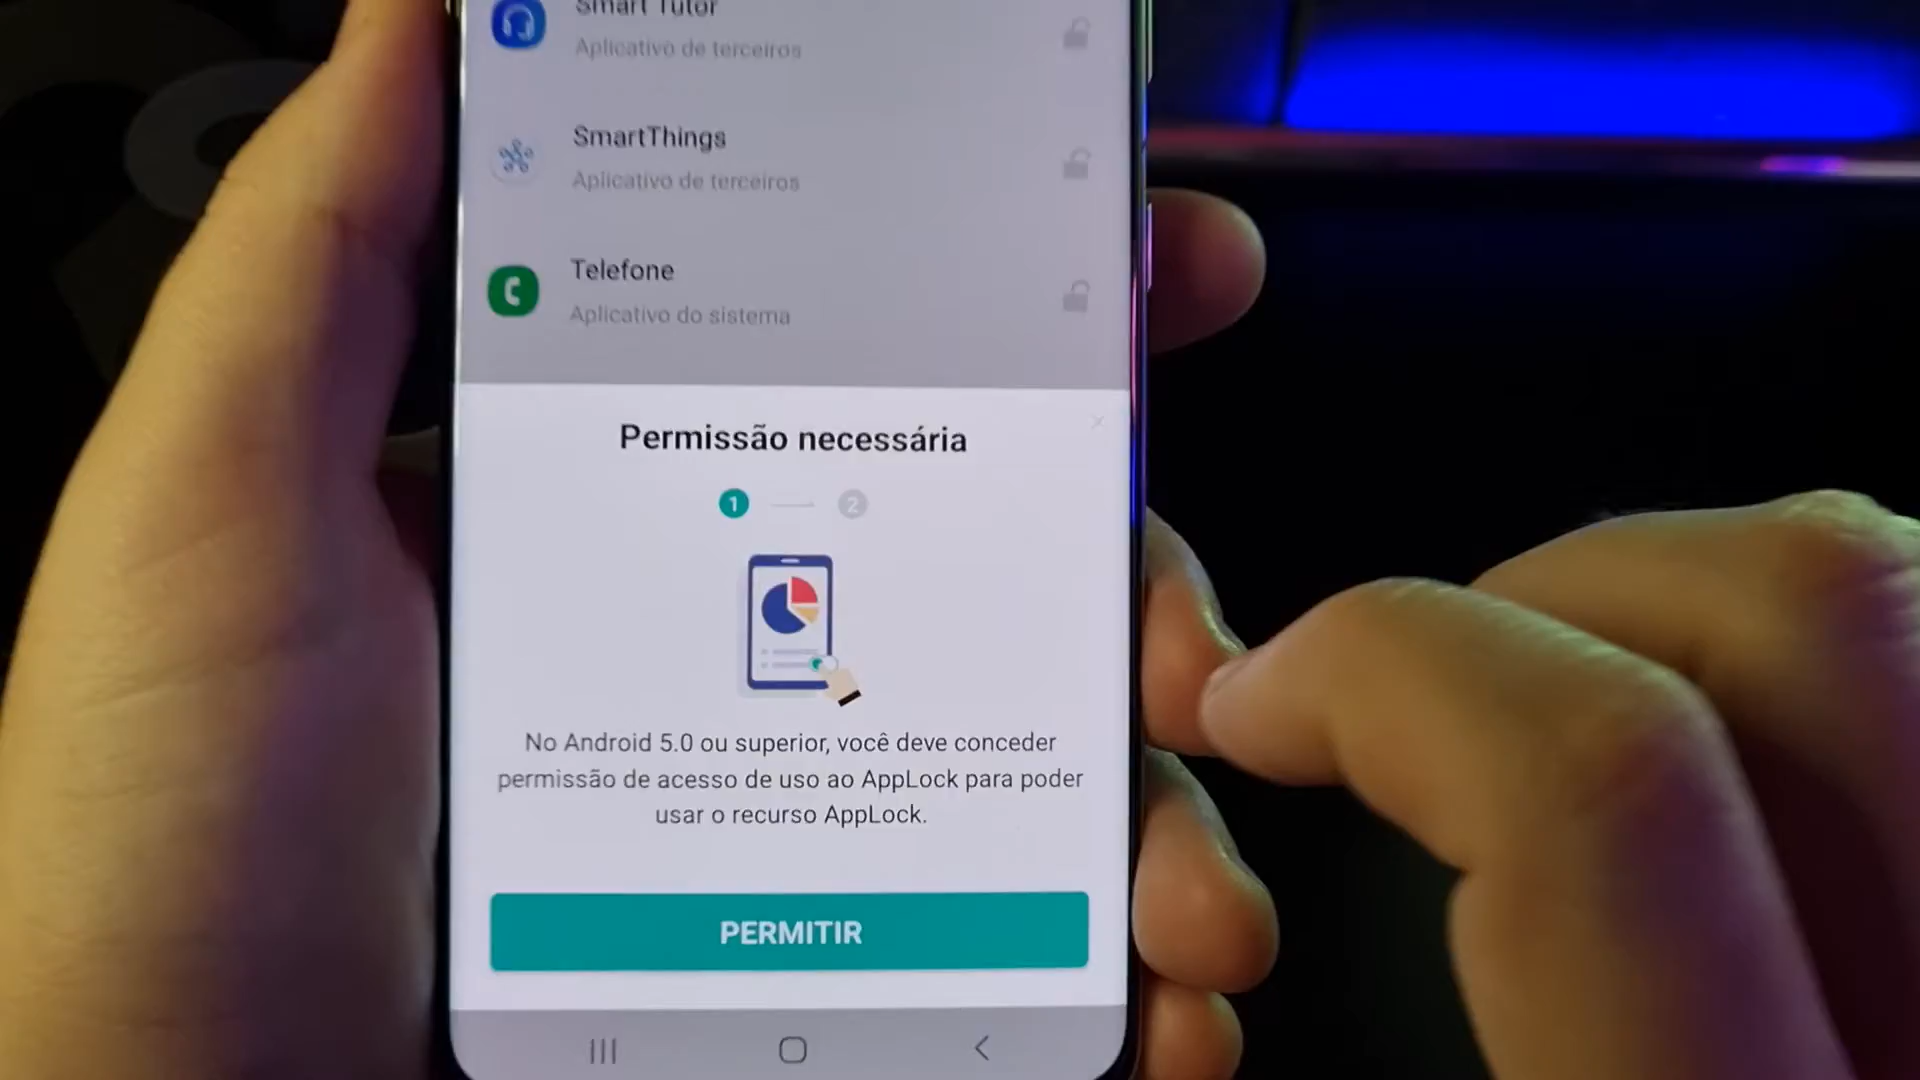 Smart Tutor
Aplicativo de terceiros
SmartThings
Aplicativo de terceiros
Telefone
Aplicativo do sistema
Permissão necessária
1 2
No Android 5.0 ou superior, você deve conceder
permissão de acesso de uso ao AppLock para poder
usar o recurso AppLock.
PERMITIR